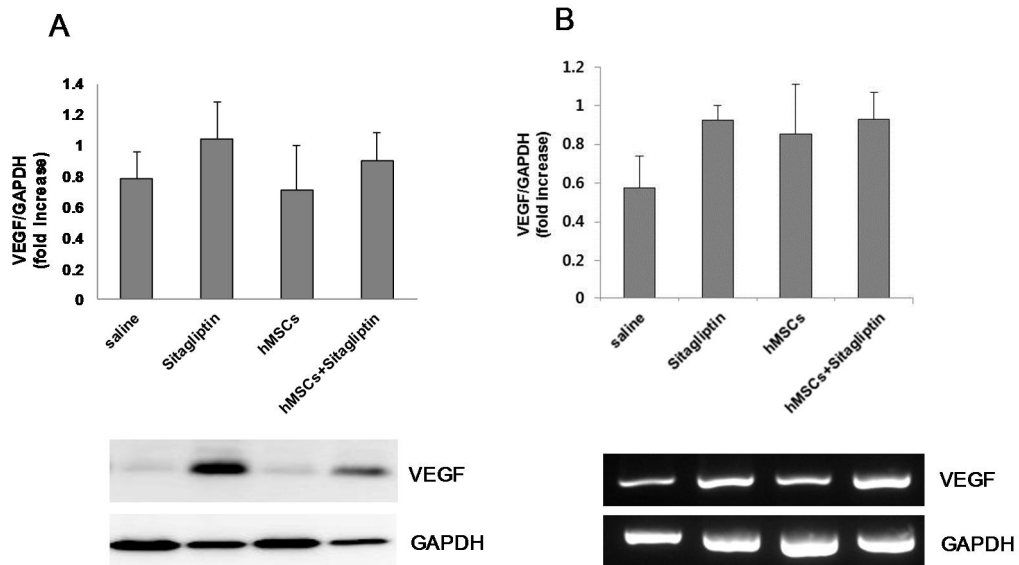 A
1.4
1.2
1
0.8
0.6
0.4
0.2
0
VEGF/GAPDH
(fold increase)
saline
Sitagliptin
hMSCs
hMSCs+Sitagliptin
VEGF
GAPDH
B
1.2
1
0.8
0.6
0.4
0.2
0
VEGF/GAPDH
(fold increase)
saline
Sitagliptin
hMSCs
hMSCs+Sitagliptin
VEGF
GAPDH